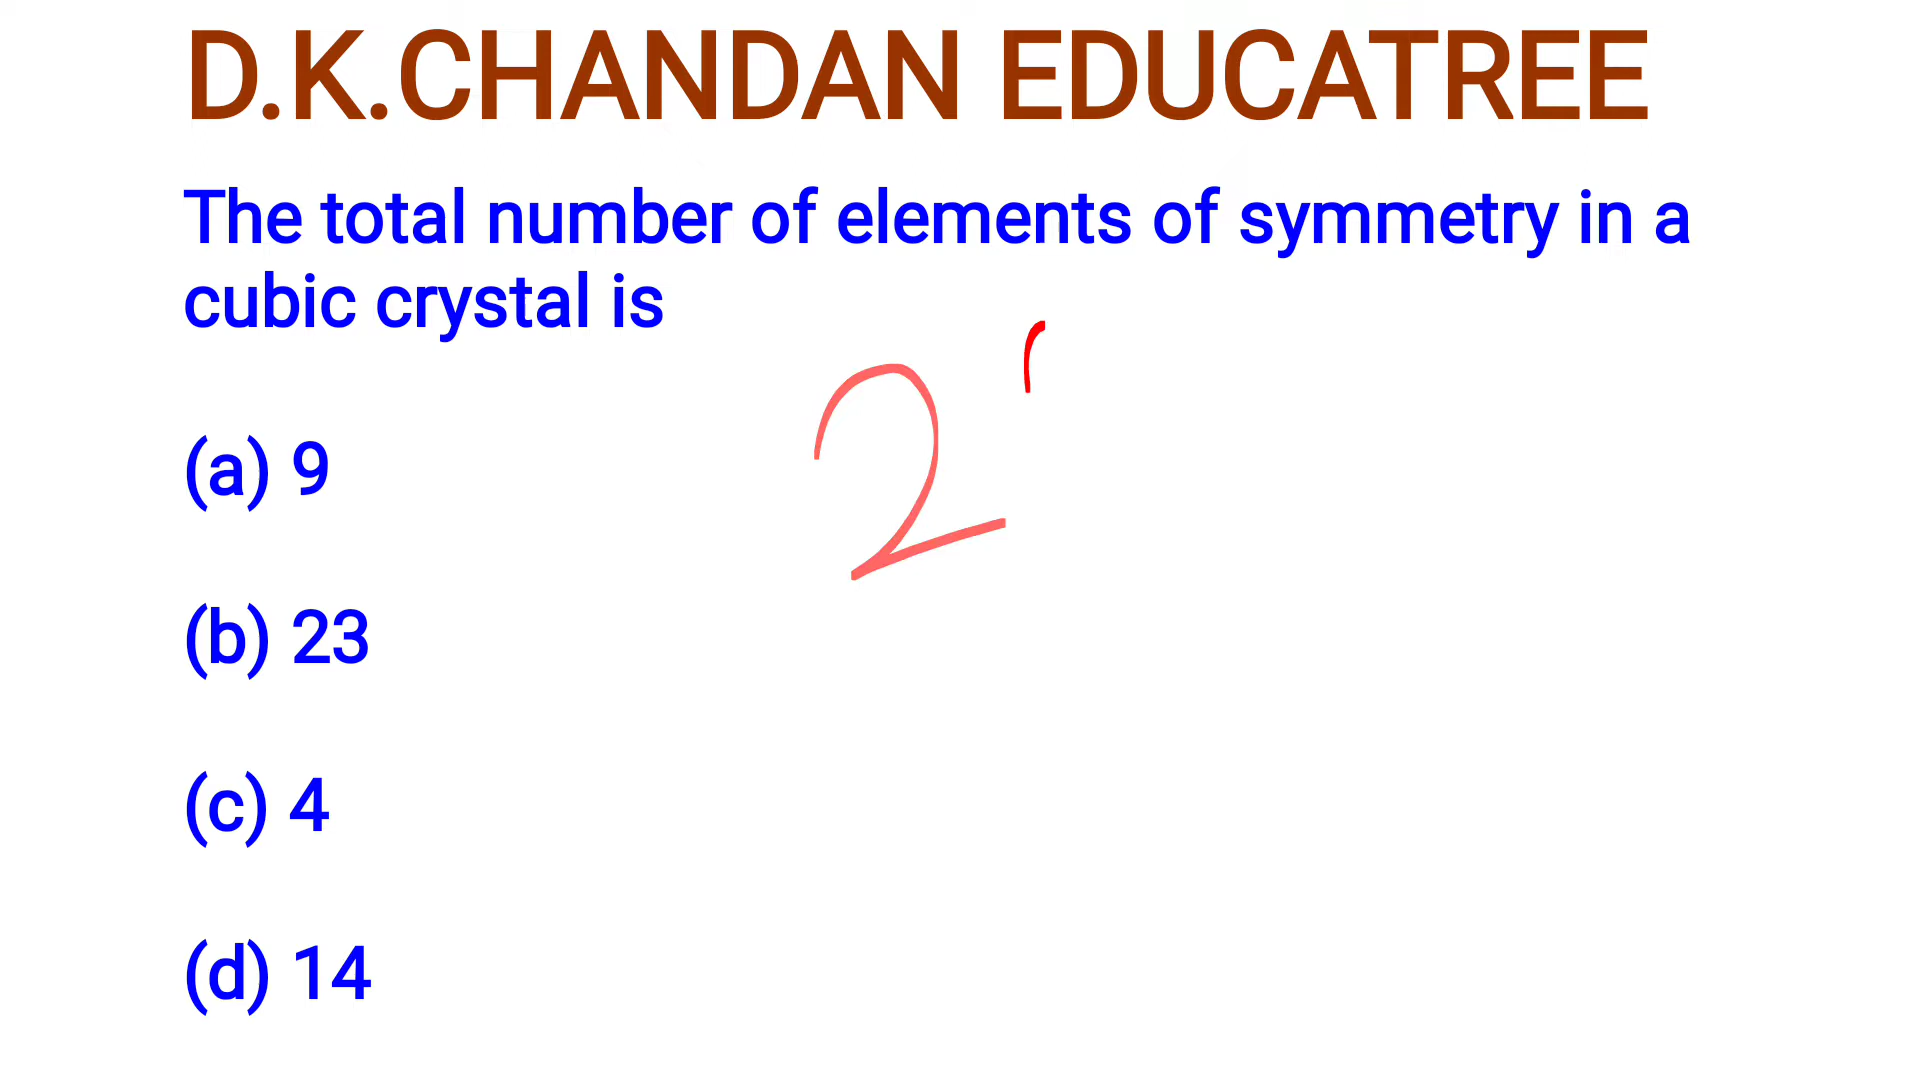 D.K.CHANDAN EDUCATREE
The total number of elements of symmetry in a
cubic crystal is
2
(a) 9
(b) 23
(c) 4
(d) 14